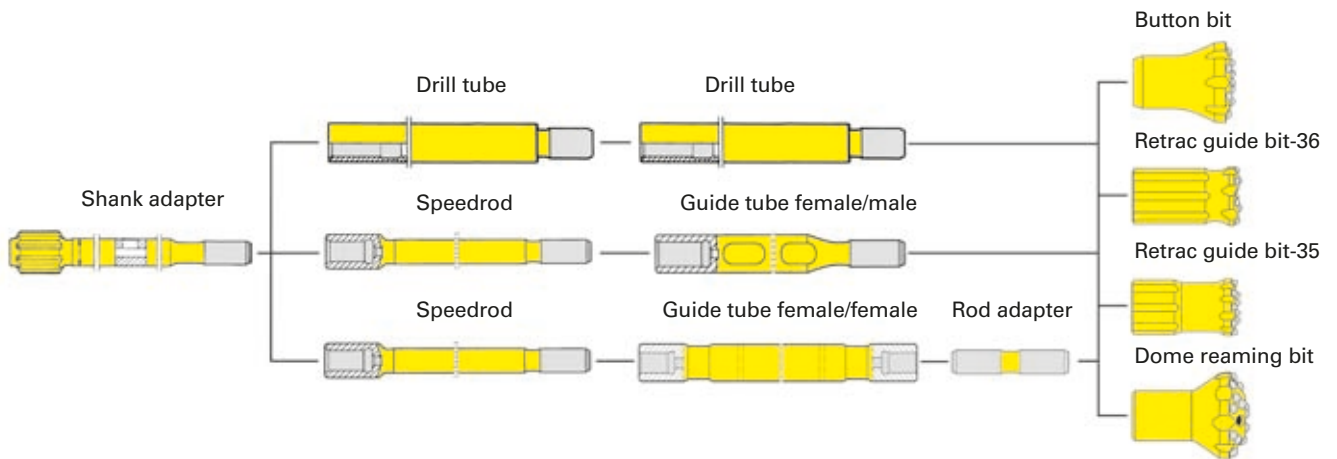 Button bit
Drill tube
Drill tube
Retrac guide bit-36
Shank adapter
Speedrod
Guide tube female/male
Retrac guide bit-35
Speedrod
Guide tube female/female
Rod adapter
Dome reaming bit